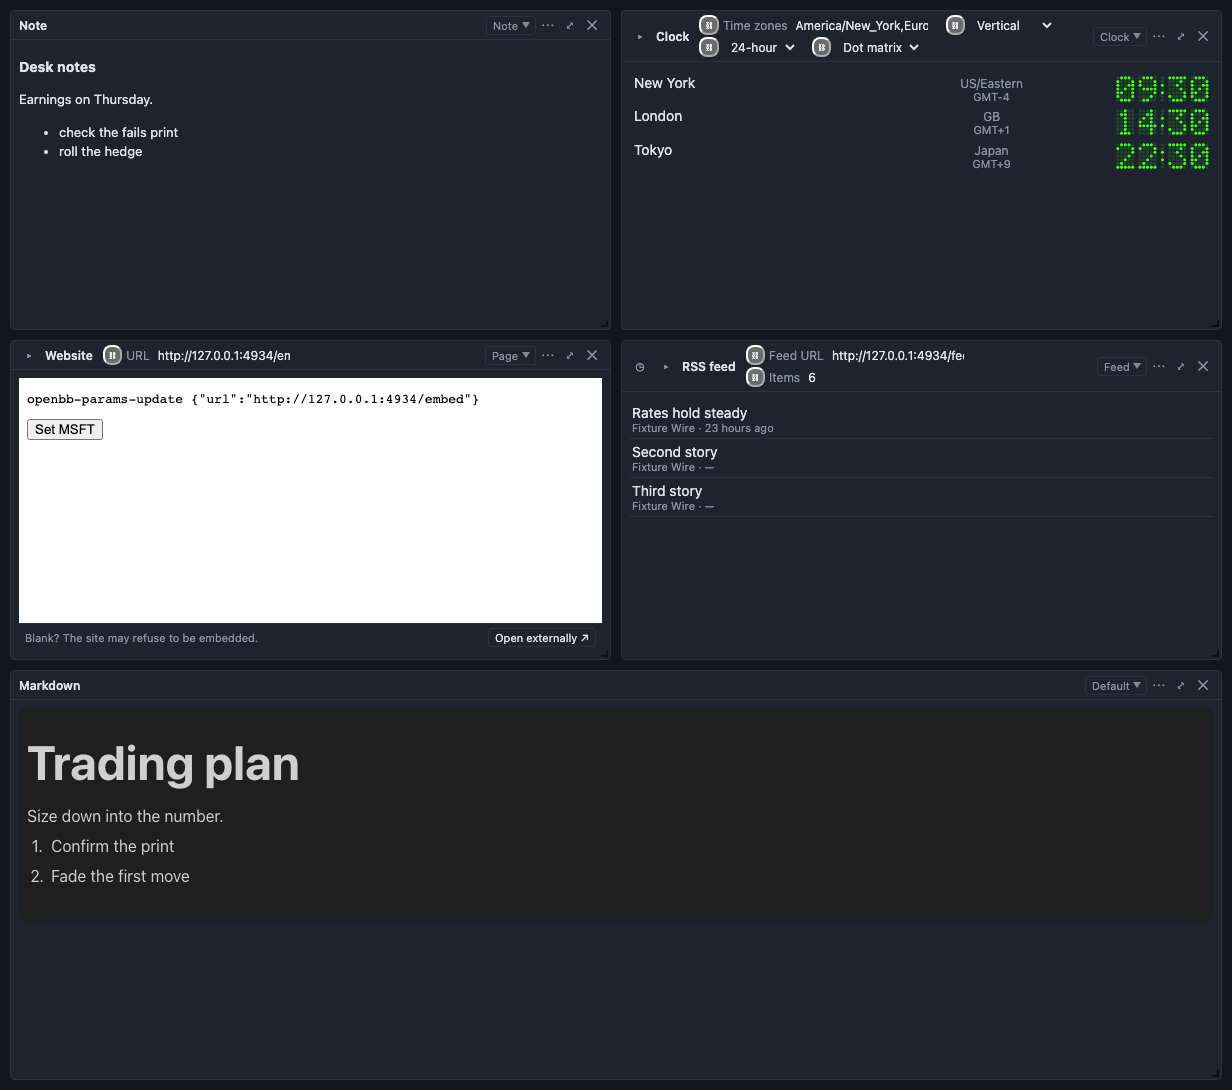 Note
Note
Desk notes
Earnings on Thursday.
check the fails print
roll the hedge
Clock
Time zones America/New_York,Euro
Vertical
24-hour
Dot matrix
Clock
New York
US/Eastern
GMT-4
09:30
London
GB
GMT+1
14:30
Tokyo
Japan
GMT+9
22:30
Website
URL http://127.0.0.1:4934/en
Page
openbb-params-update {"url":"http://127.0.0.1:4934/embed"}
Set MSFT
Blank? The site may refuse to be embedded.
Open externally ↗
RSS feed
Feed URL http://127.0.0.1:4934/fee
Items 6
Feed
Rates hold steady
Fixture Wire · 23 hours ago
Second story
Fixture Wire · —
Third story
Fixture Wire · —
Markdown
Default
Trading plan
Size down into the number.
1. Confirm the print
2. Fade the first move